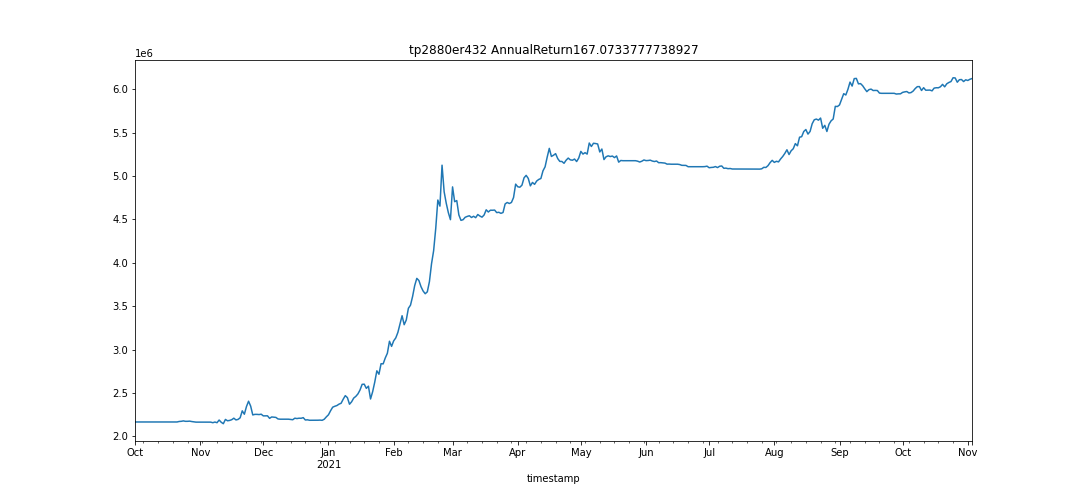 tp2880er432 AnnualReturn167.0733777738927
1e6
6.0
5.5
5.0
4.5
4.0
3.5
3.0
2.5
2.0
Oct Nov Dec Jan Feb Mar Apr May Jun Jul Aug Sep Oct Nov
2021
timestamp